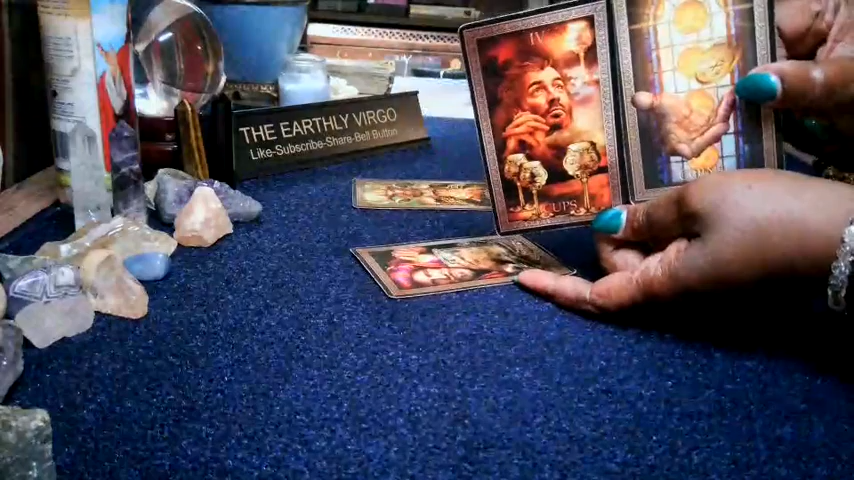 THE EARTHLY VIRGO
Like-Subscribe-Share-Bell Button
IV
CUPS